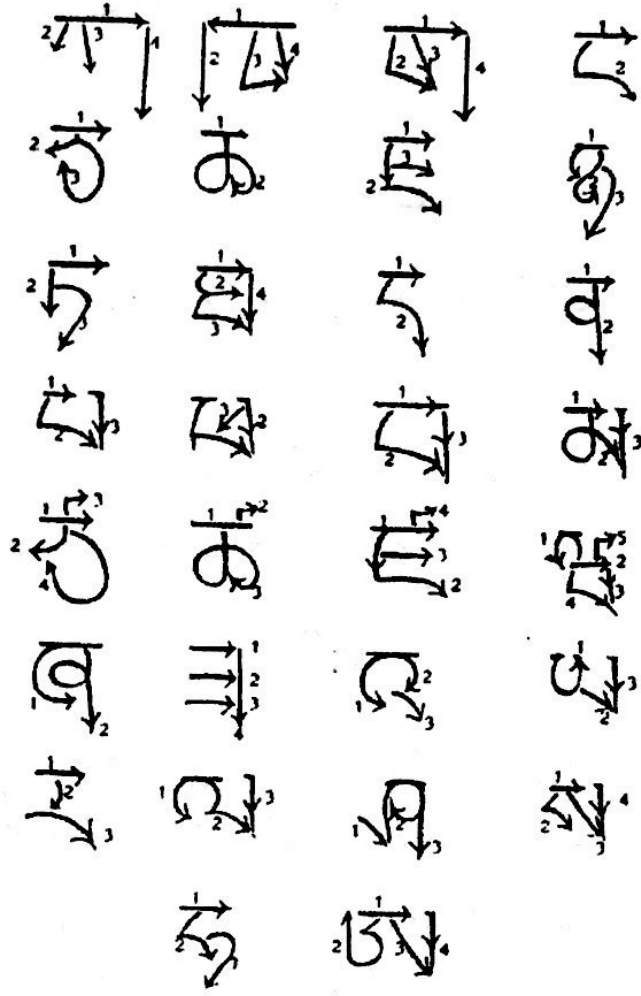 ཀ ཁ ག ང
ཅ ཆ ཇ ཉ
ཏ ཐ ད ན
པ ཕ བ མ
ཙ ཚ ཛ ཝ
ཞ ཟ འ ཡ
ར ལ ཤ ས
ཧ ཨ